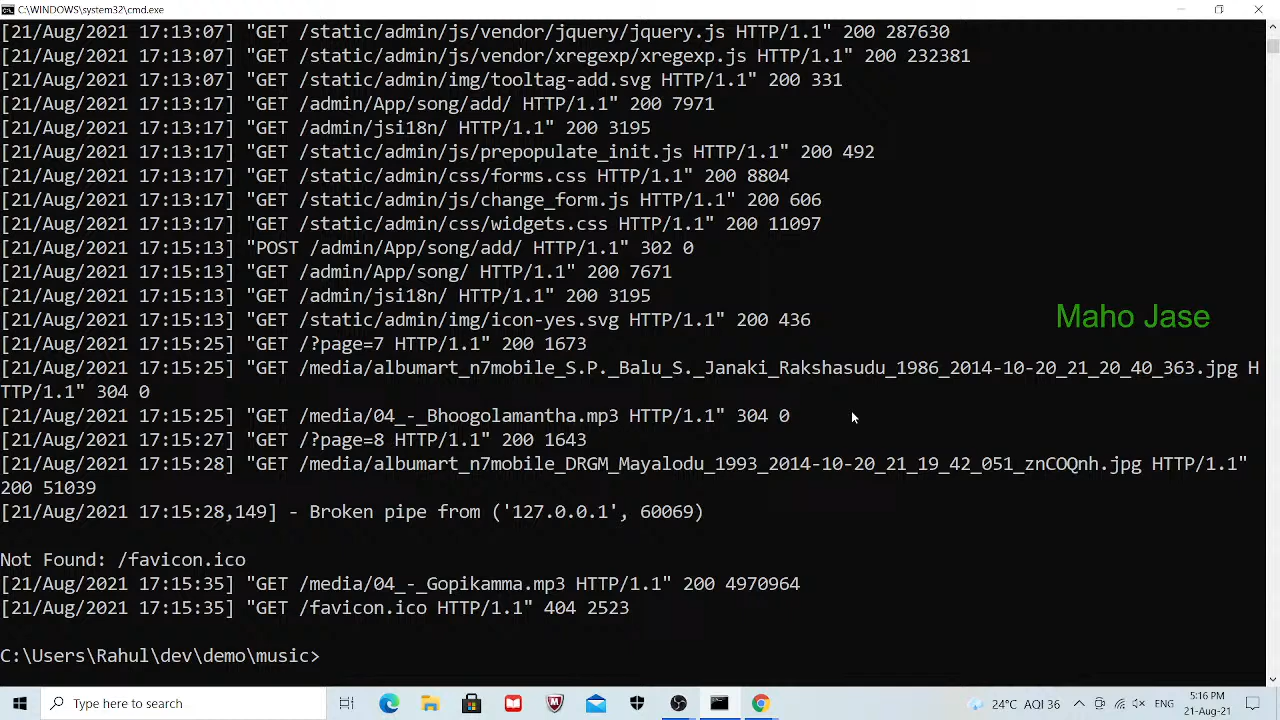 C:\WINDOWS\system32\cmd.exe
[21/Aug/2021 17:13:07] "GET /static/admin/js/vendor/jquery/jquery.js HTTP/1.1" 200 287630
[21/Aug/2021 17:13:07] "GET /static/admin/js/vendor/xregexp/xregexp.js HTTP/1.1" 200 232381
[21/Aug/2021 17:13:07] "GET /static/admin/img/tooltag-add.svg HTTP/1.1" 200 331
[21/Aug/2021 17:13:17] "GET /admin/App/song/add/ HTTP/1.1" 200 7971
[21/Aug/2021 17:13:17] "GET /admin/jsi18n/ HTTP/1.1" 200 3195
[21/Aug/2021 17:13:17] "GET /static/admin/js/prepopulate_init.js HTTP/1.1" 200 492
[21/Aug/2021 17:13:17] "GET /static/admin/css/forms.css HTTP/1.1" 200 8804
[21/Aug/2021 17:13:17] "GET /static/admin/js/change_form.js HTTP/1.1" 200 606
[21/Aug/2021 17:13:17] "GET /static/admin/css/widgets.css HTTP/1.1" 200 11097
[21/Aug/2021 17:15:13] "POST /admin/App/song/add/ HTTP/1.1" 302 0
[21/Aug/2021 17:15:13] "GET /admin/App/song/ HTTP/1.1" 200 7671
[21/Aug/2021 17:15:13] "GET /admin/jsi18n/ HTTP/1.1" 200 3195
[21/Aug/2021 17:15:13] "GET /static/admin/img/icon-yes.svg HTTP/1.1" 200 436
Maho Jase
[21/Aug/2021 17:15:25] "GET /?page=7 HTTP/1.1" 200 1673
[21/Aug/2021 17:15:25] "GET /media/albumart_n7mobile_S.P._Balu_S._Janaki_Rakshasudu_1986_2014-10-20_21_20_40_363.jpg H
TTP/1.1" 304 0
[21/Aug/2021 17:15:25] "GET /media/04_-_Bhoogolamantha.mp3 HTTP/1.1" 304 0
[21/Aug/2021 17:15:27] "GET /?page=8 HTTP/1.1" 200 1643
[21/Aug/2021 17:15:28] "GET /media/albumart_n7mobile_DRGM_Mayalodu_1993_2014-10-20_21_19_42_051_znCOQnh.jpg HTTP/1.1"
200 51039
[21/Aug/2021 17:15:28,149] - Broken pipe from ('127.0.0.1', 60069)
Not Found: /favicon.ico
[21/Aug/2021 17:15:35] "GET /media/04_-_Gopikamma.mp3 HTTP/1.1" 200 4970964
[21/Aug/2021 17:15:35] "GET /favicon.ico HTTP/1.1" 404 2523
C:\Users\Rahul\dev\demo\music>
Type here to search
24°C AQI 36
ENG
5:16 PM
21-Aug-21